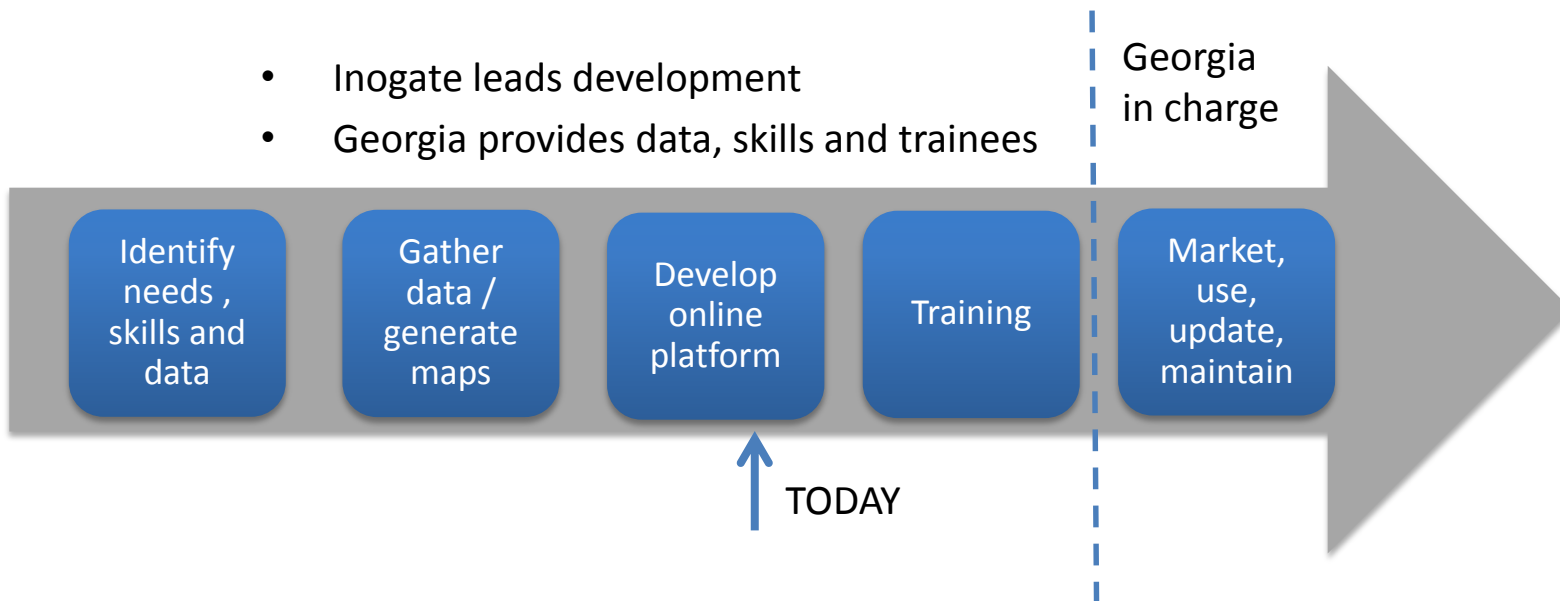 • Inogate leads development
• Georgia provides data, skills and trainees
Georgia
in charge
Identify
needs ,
skills and
data
Gather
data /
generate
maps
Develop
online
platform
Training
Market,
use,
update,
maintain
TODAY